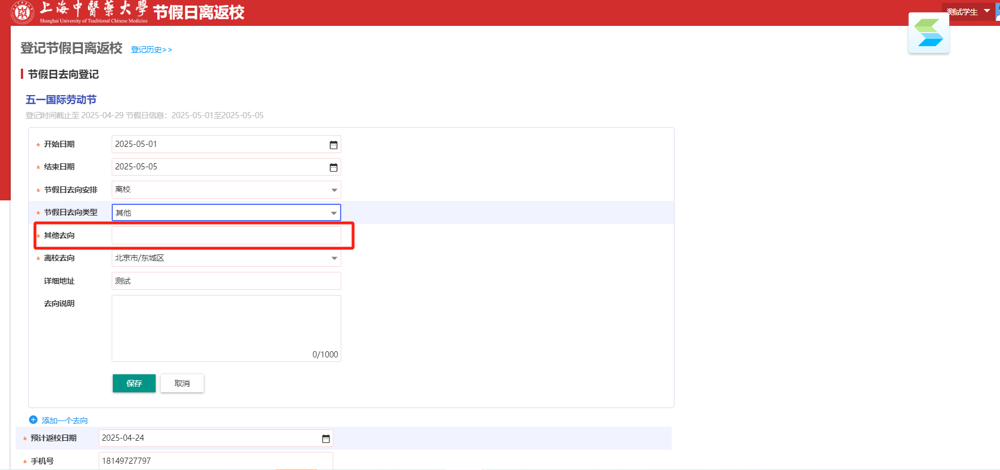 上海中醫藥大學
Shanghai University of Traditional Chinese Medicine
节假日离返校
测试学生
登记节假日离返校 登记历史>>
节假日去向登记
五一国际劳动节
登记时间截止至 2025-04-29 节假日信息：2025-05-01至2025-05-05
* 开始日期 2025-05-01
* 结束日期 2025-05-05
* 节假日去向安排 离校
* 节假日去向类型 其他
* 其他去向
* 离校去向 北京市/东城区
详细地址 测试
去向说明
0/1000
保存 取消
添加一个去向
* 预计返校日期 2025-04-24
* 手机号 18149727797